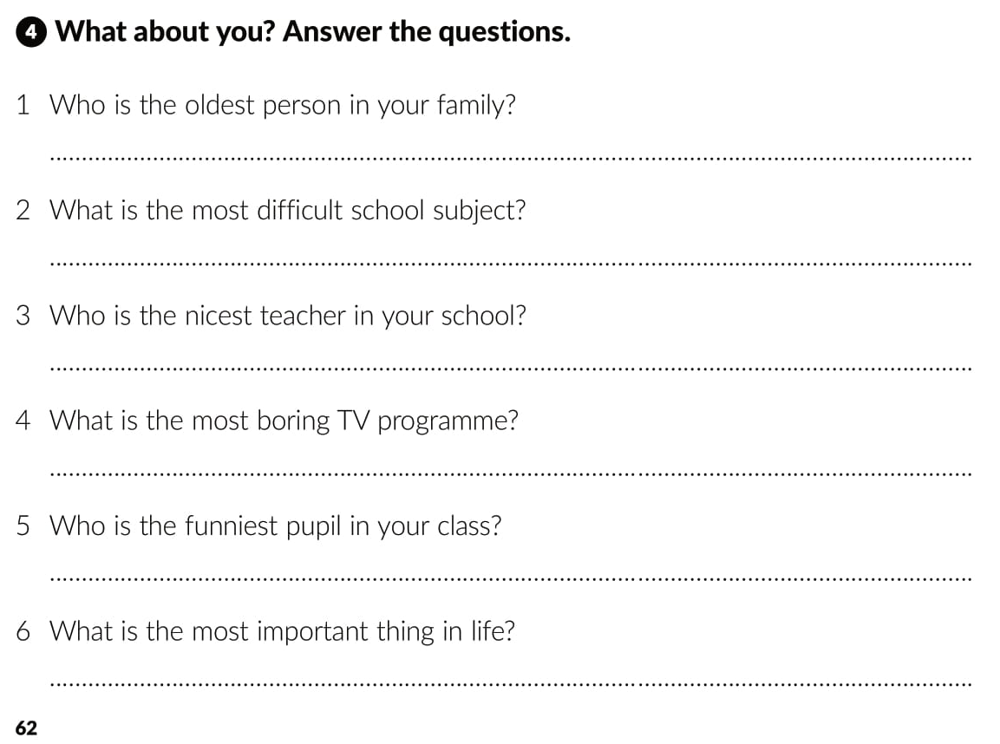 4 What about you? Answer the questions.
1 Who is the oldest person in your family?
2 What is the most difficult school subject?
3 Who is the nicest teacher in your school?
4 What is the most boring TV programme?
5 Who is the funniest pupil in your class?
6 What is the most important thing in life?
62